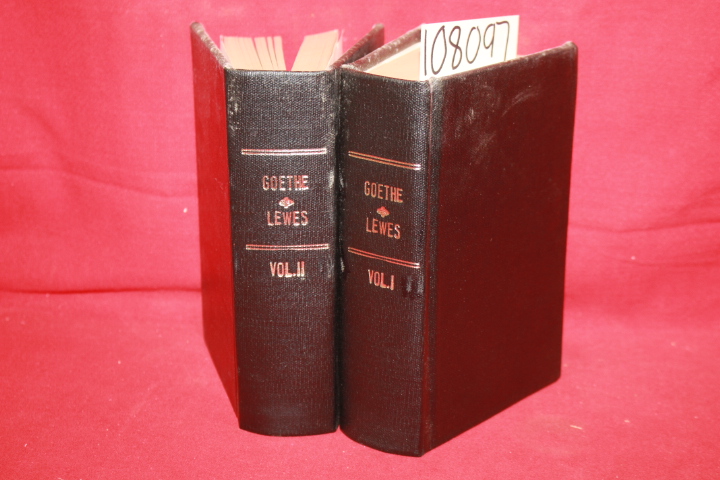 108097
GOETHE
LEWES
VOL.II
GOETHE
LEWES
VOL.I